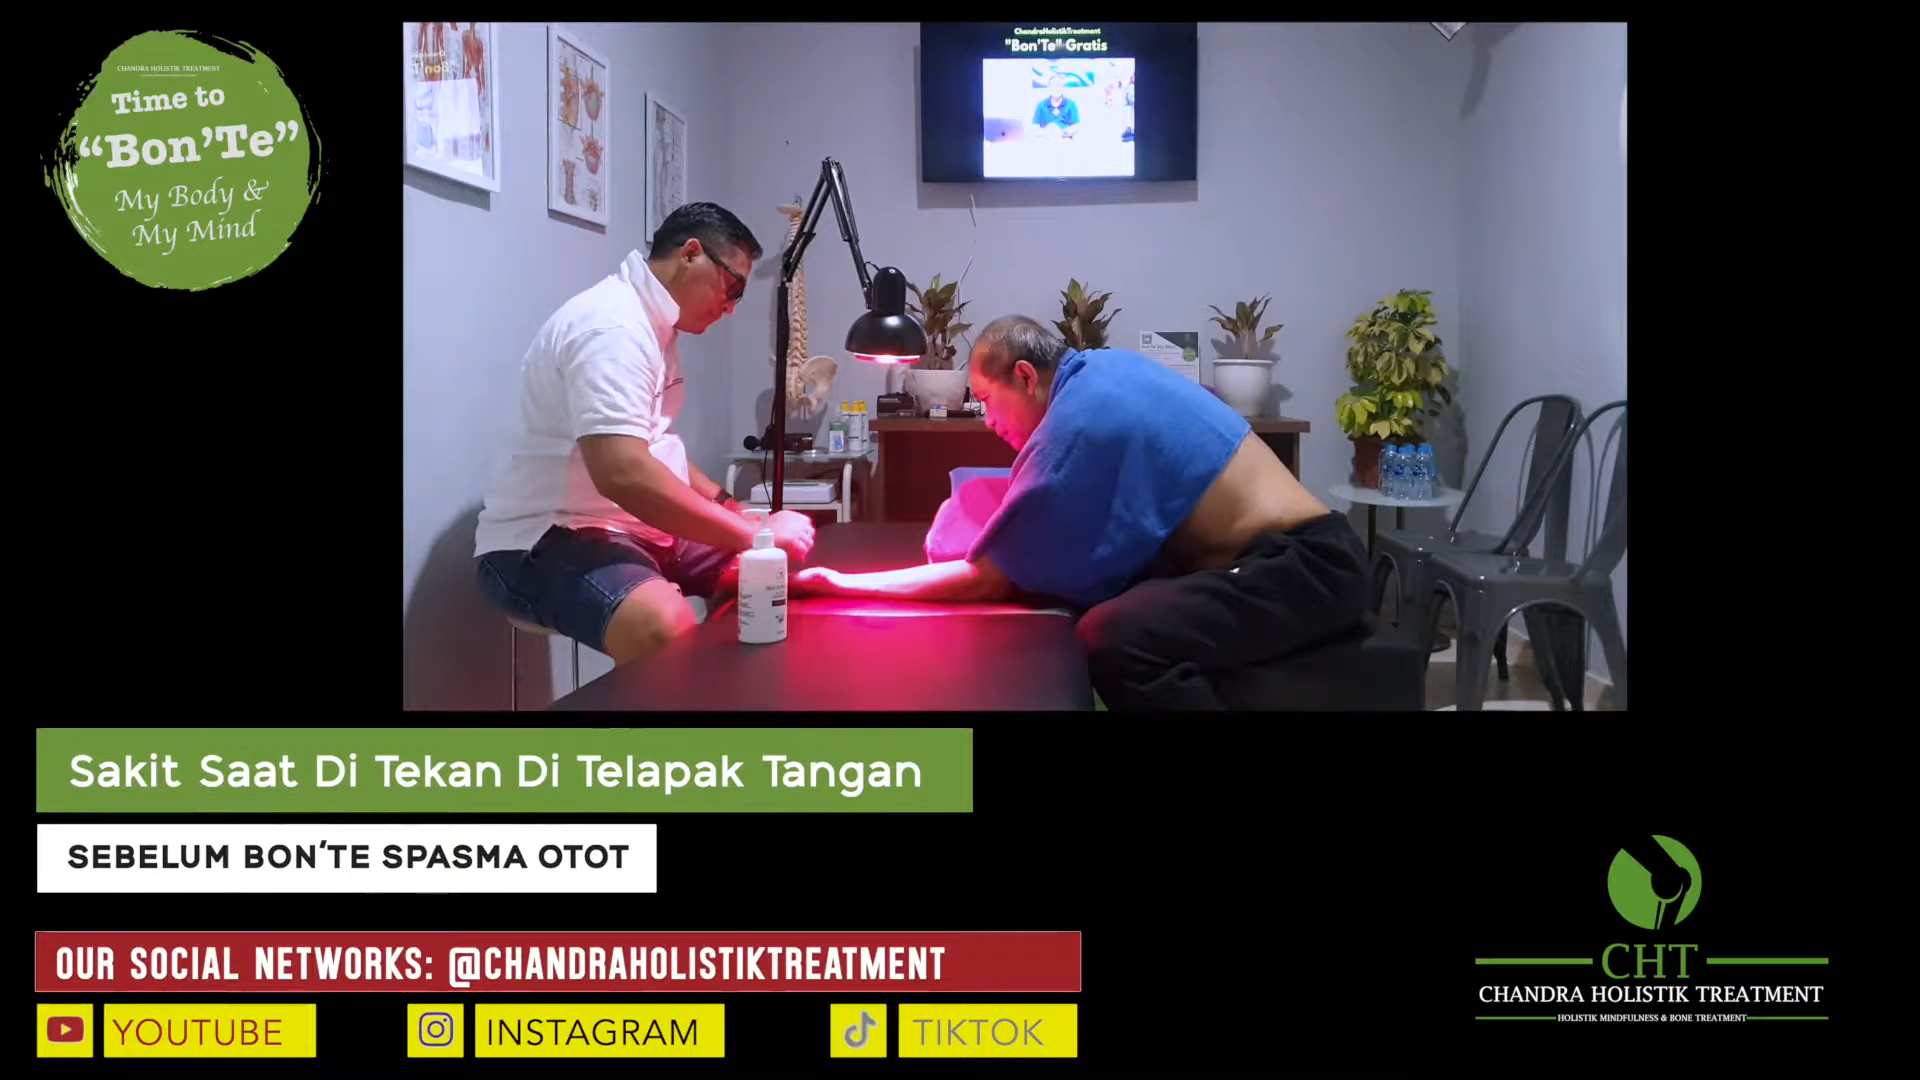 CHANDRA HOLISTIK TREATMENT
Time to
“Bon’Te”
My Body &
My Mind
ChandraHolistikTreatment
"Bon'Te" Gratis
Sakit Saat Di Tekan Di Telapak Tangan
SEBELUM BON’TE SPASMA OTOT
OUR SOCIAL NETWORKS: @CHANDRAHOLISTIKTREATMENT
YOUTUBE
INSTAGRAM
TIKTOK
CHT
CHANDRA HOLISTIK TREATMENT
HOLISTIK MINDFULNESS & BONE TREATMENT